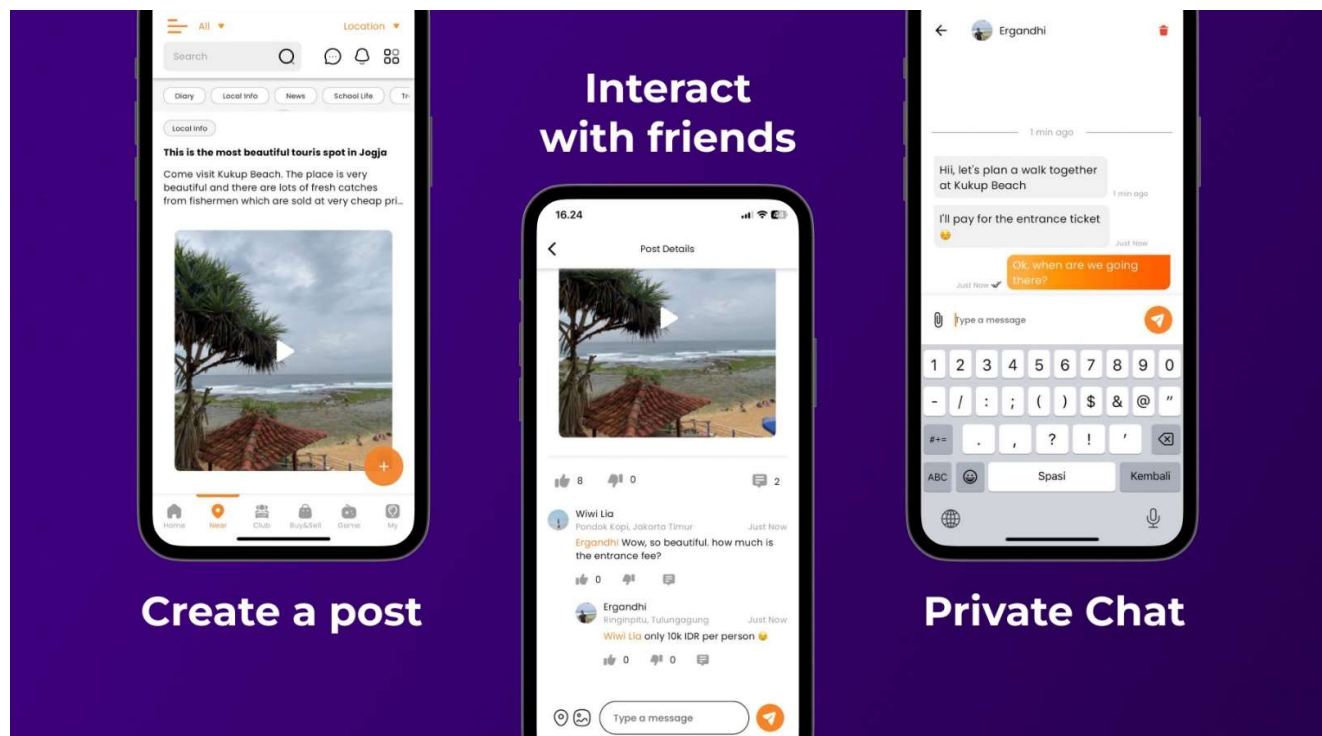 All
Location
Search
Diary
Local Info
News
School Life
Tr
Local Info
This is the most beautiful touris spot in Jogja
Come visit Kukup Beach. The place is very
beautiful and there are lots of fresh catches
from fishermen which are sold at very cheap pri...
+
Home
Near
Club
Buy&Sell
Game
My
Create a post
Interact
with friends
16.24
Post Details
8
0
2
Wiwi Lia
Pondok Kopi, Jakarta Timur
Just Now
Ergandhi Wow, so beautiful. how much is
the entrance fee?
0
Ergandhi
Ringinpitu, Tulungagung
Just Now
Wiwi Lia only 10k IDR per person 😏
0
0
Type a message
Ergandhi
1 min ago
Hii, let's plan a walk together
at Kukup Beach
1 min ago
I'll pay for the entrance ticket
😏
Just Now
Ok, when are we going
there?
Just Now
Type a message
1 2 3 4 5 6 7 8 9 0
- / : ; ( ) $ & @ "
#+= . , ? ! '
ABC
Spasi
Kembali
Private Chat